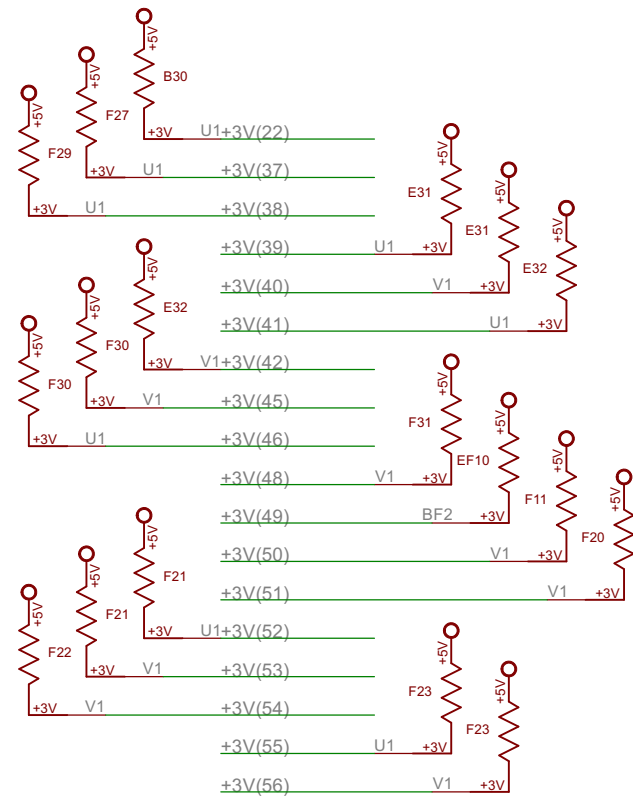 +5V
B30
+3V U1 +3V(22)
+5V
F27
+3V U1 +3V(37)
+5V
F29
+3V U1 +3V(38)
+5V
E31
+3V(39) U1 +3V
+5V
E31
+3V(40) V1 +3V
+5V
E32
+3V(41) U1 +3V
+5V
E32
+3V V1 +3V(42)
+5V
F30
+3V V1 +3V(45)
+5V
F30
+3V U1 +3V(46)
+5V
F31
+3V(48) V1 +3V
+5V
EF10
+3V(49) BF2 +3V
+5V
F11
+3V(50) V1 +3V
+5V
F20
+3V(51) V1 +3V
+5V
F21
+3V U1 +3V(52)
+5V
F21
+3V V1 +3V(53)
+5V
F22
+3V V1 +3V(54)
+5V
F23
+3V(55) U1 +3V
+5V
F23
+3V(56) V1 +3V